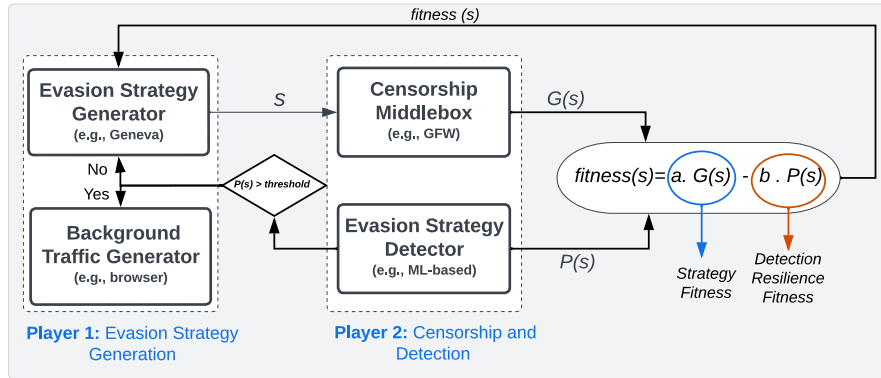 fitness (s)
Evasion Strategy
Generator
(e.g., Geneva)
S
Censorship
Middlebox
(e.g., GFW)
G(s)
No
Yes
P(s) > threshold
fitness(s)= a. G(s) - b . P(s)
Background
Traffic Generator
(e.g., browser)
Evasion Strategy
Detector
(e.g., ML-based)
P(s)
Strategy
Fitness
Detection
Resilience
Fitness
Player 1: Evasion Strategy
Generation
Player 2: Censorship and
Detection